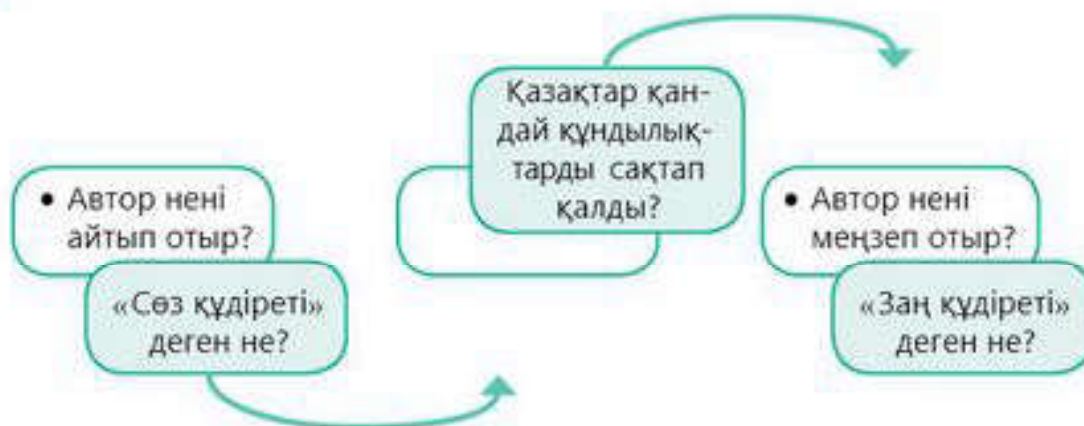 • Автор нені
айтып отыр?
«Сөз құдіреті»
деген не?
Қазақтар қан-
дай құндылық-
тарды сақтап
қалды?
• Автор нені
меңзеп отыр?
«Заң құдіреті»
деген не?